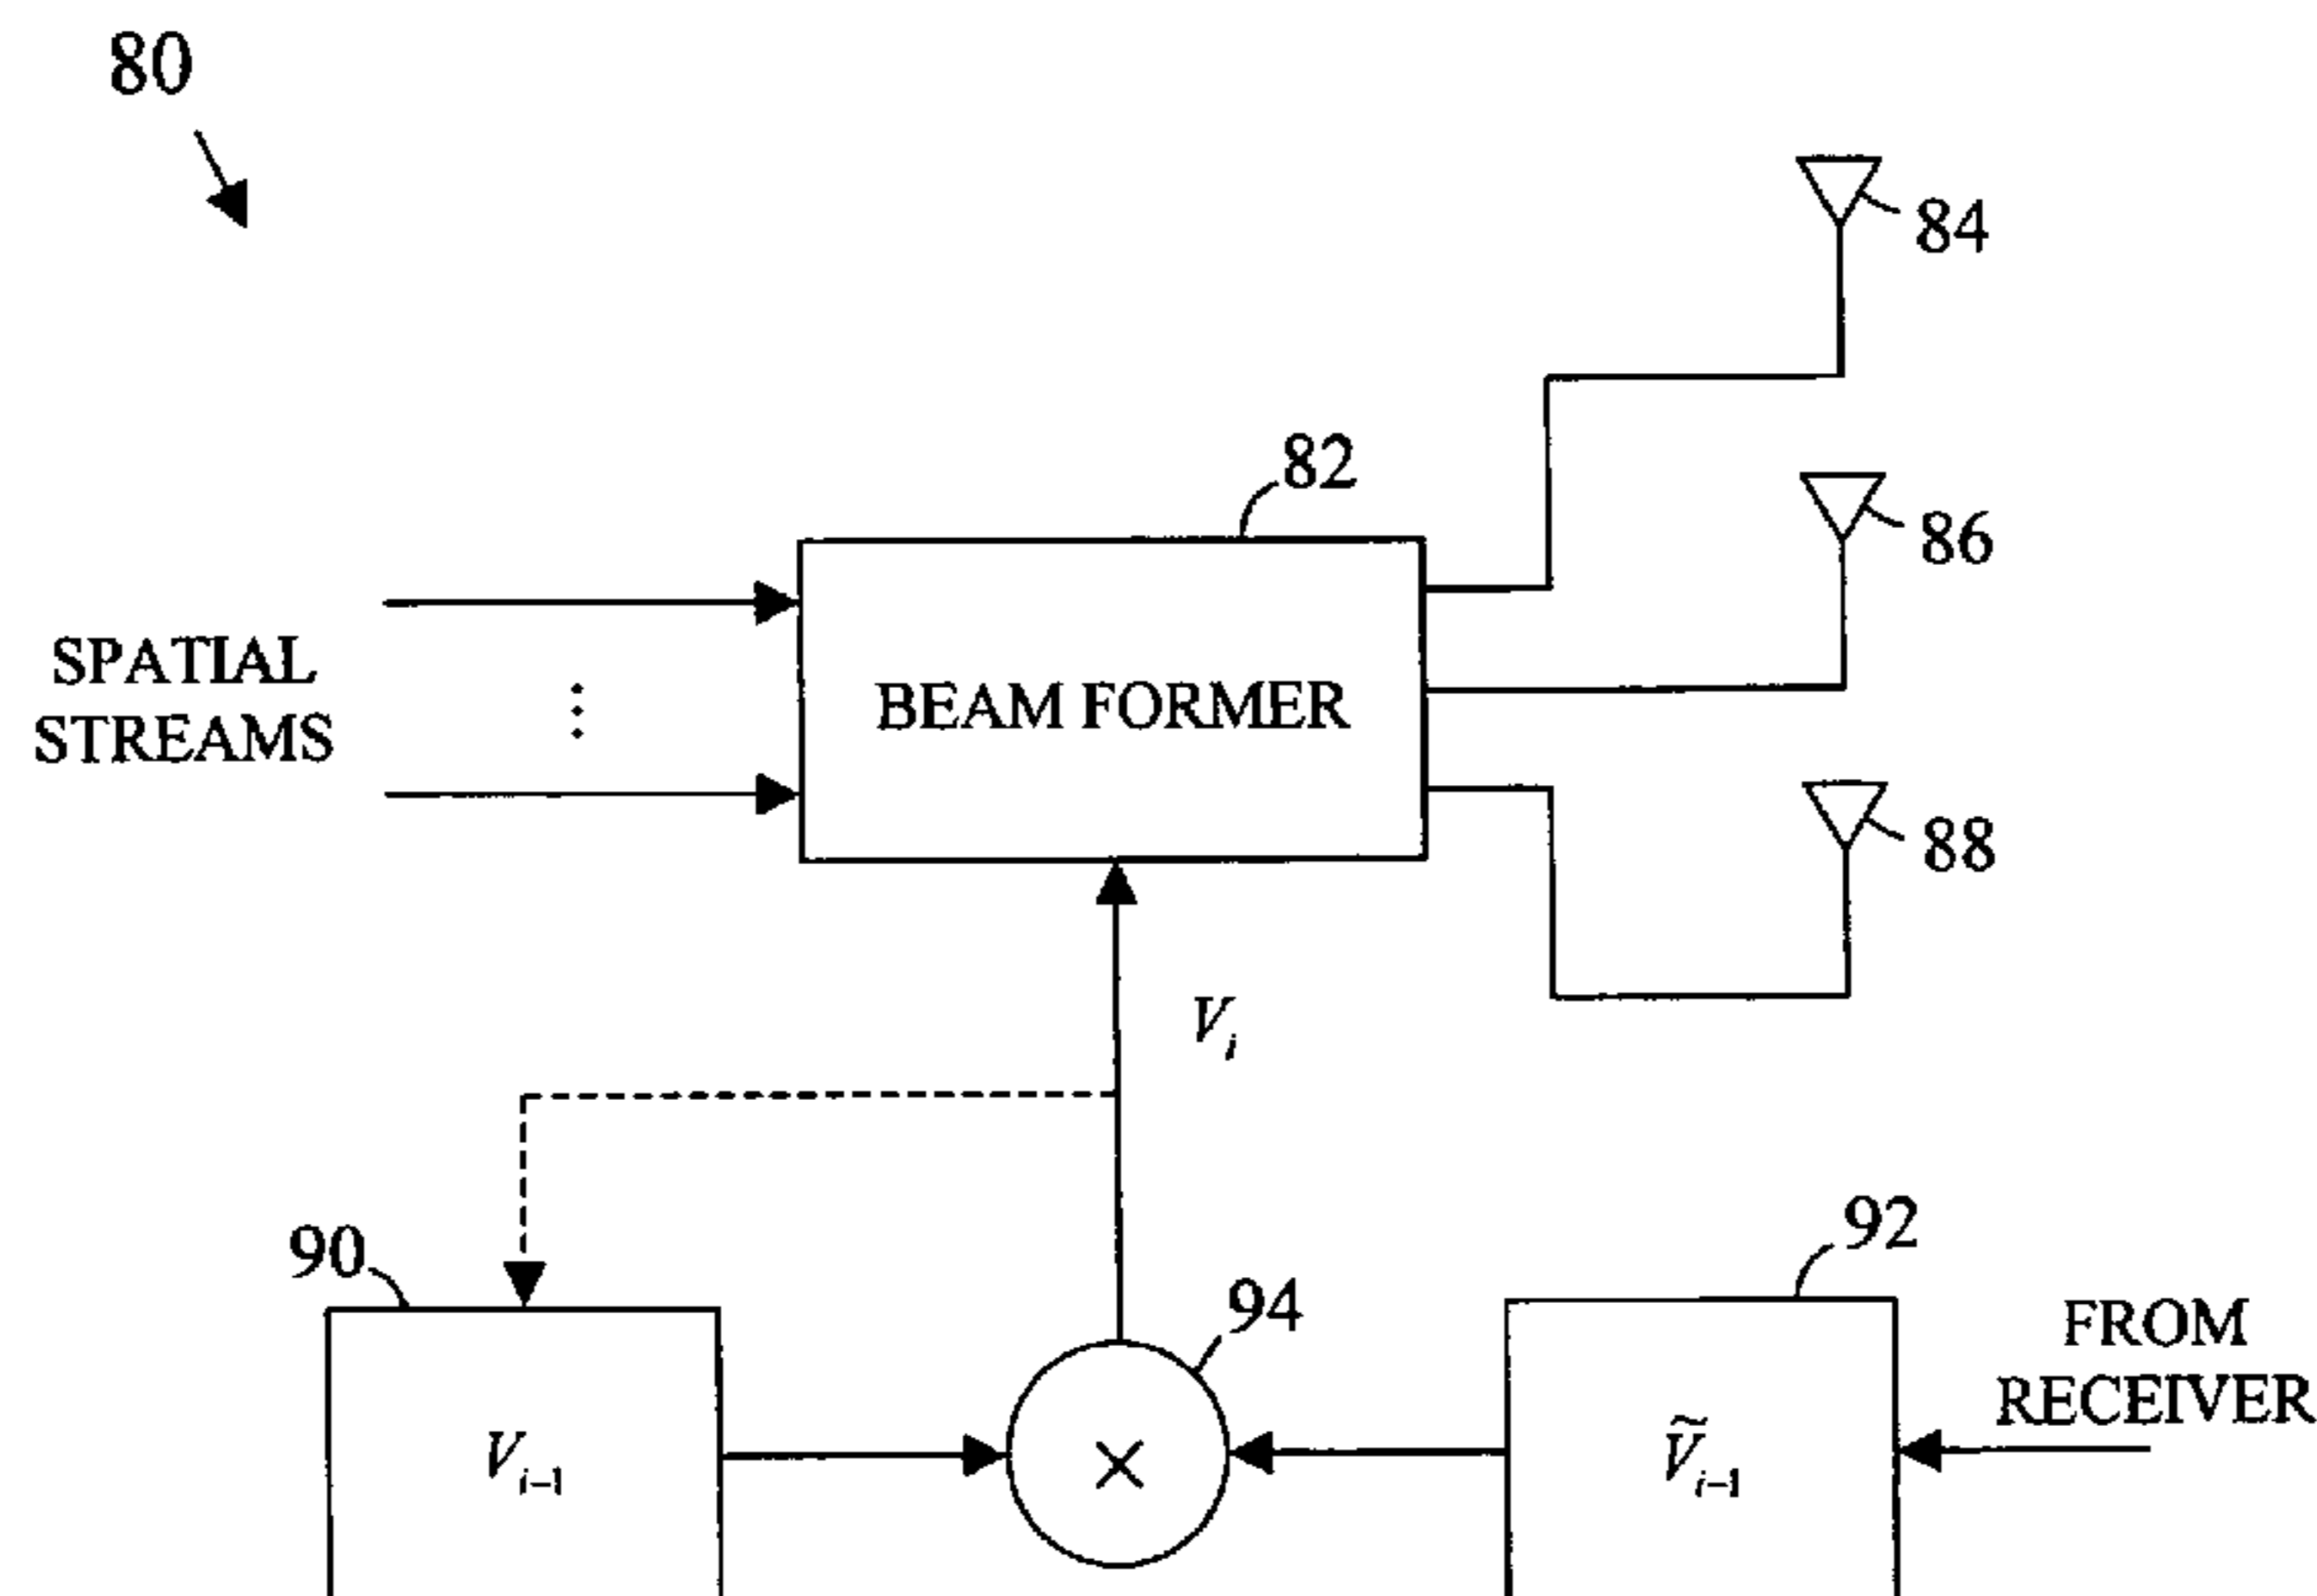 80
84
82
86
SPATIAL
STREAMS
⋮
BEAM FORMER
88
V_i
90
92
94
FROM
RECEIVER
V_{i-1}
×
Ṽ_{i-1}